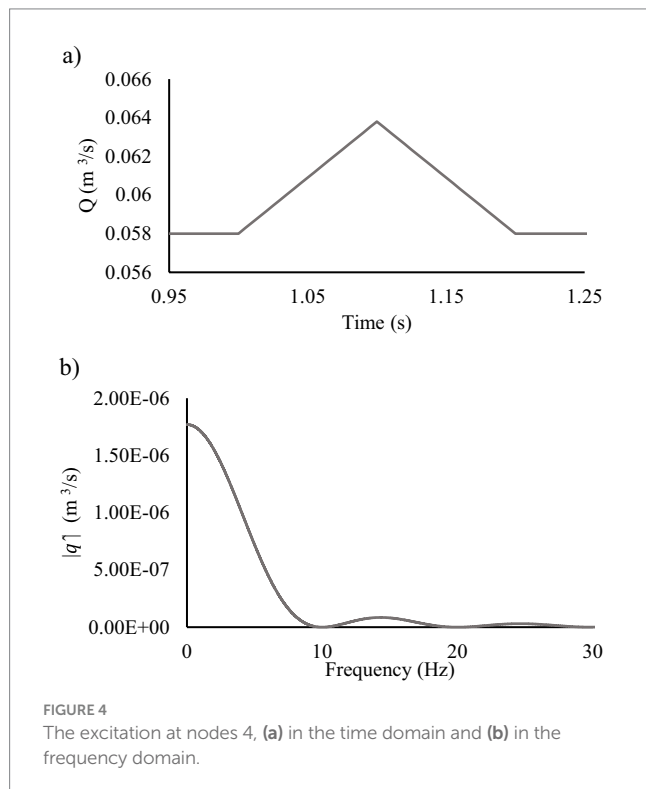 a)
0.066
0.064
0.062
0.06
0.058
0.056
Q (m ³/s)
0.95
1.05
1.15
1.25
Time (s)
b)
2.00E-06
1.50E-06
1.00E-06
5.00E-07
0.00E+00
|q'| (m ³/s)
0
10
20
30
Frequency (Hz)
FIGURE 4
The excitation at nodes 4, (a) in the time domain and (b) in the
frequency domain.